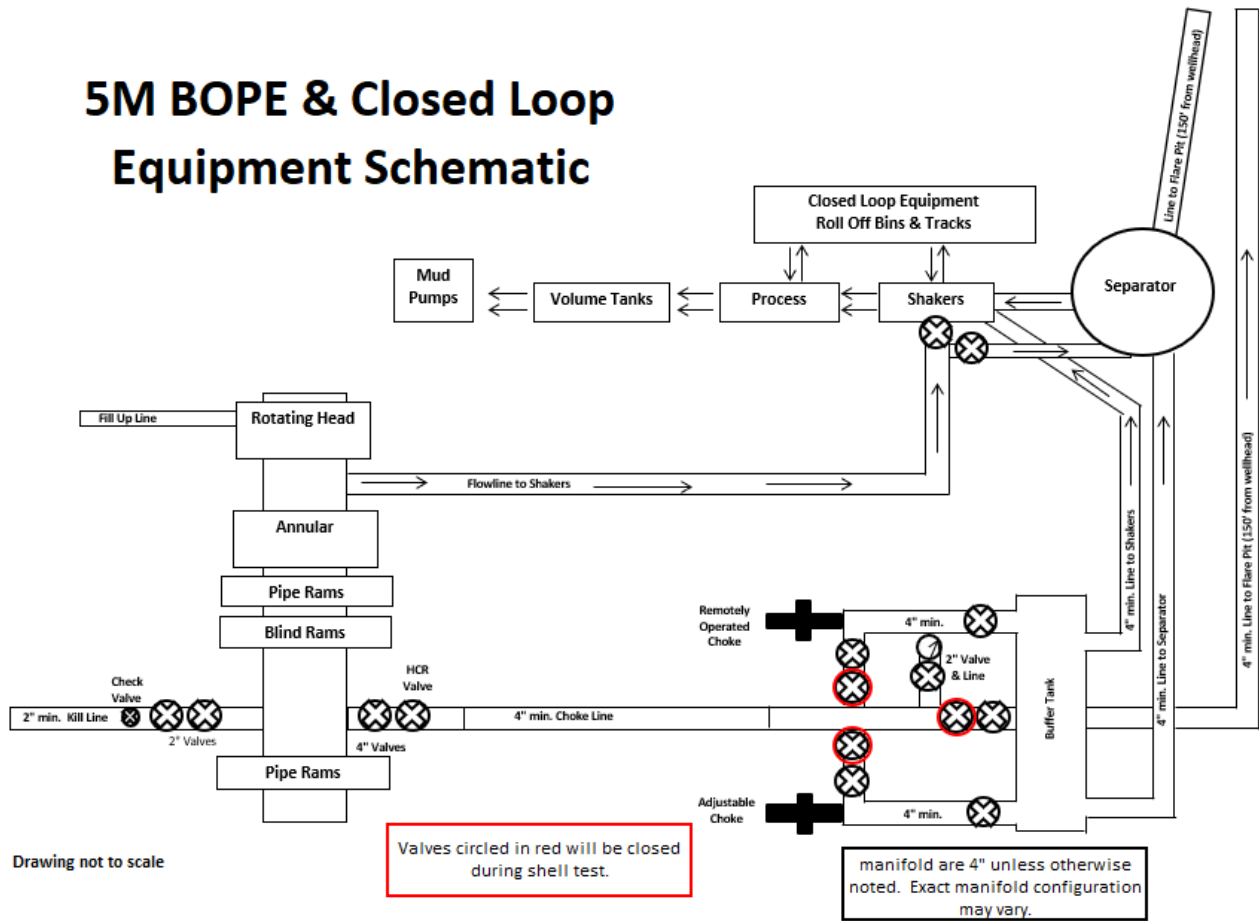 5M BOPE & Closed Loop
Equipment Schematic
Line to Flare Pit (150' from wellhead)
Closed Loop Equipment
Roll Off Bins & Tracks
Mud
Pumps
Volume Tanks
Process
Shakers
Separator
Fill Up Line
Rotating Head
Flowline to Shakers
Annular
Pipe Rams
Blind Rams
Remotely
Operated
Choke
4" min.
2" Valve
& Line
Buffer Tank
4" min. Line to Shakers
4" min. Line to Separator
4" min. Line to Flare Pit (150' from wellhead)
Check
Valve
HCR
Valve
2" min. Kill Line
4" min. Choke Line
2" Valves
4" Valves
Pipe Rams
Adjustable
Choke
4" min.
Drawing not to scale
Valves circled in red will be closed
during shell test.
manifold are 4" unless otherwise
noted. Exact manifold configuration
may vary.